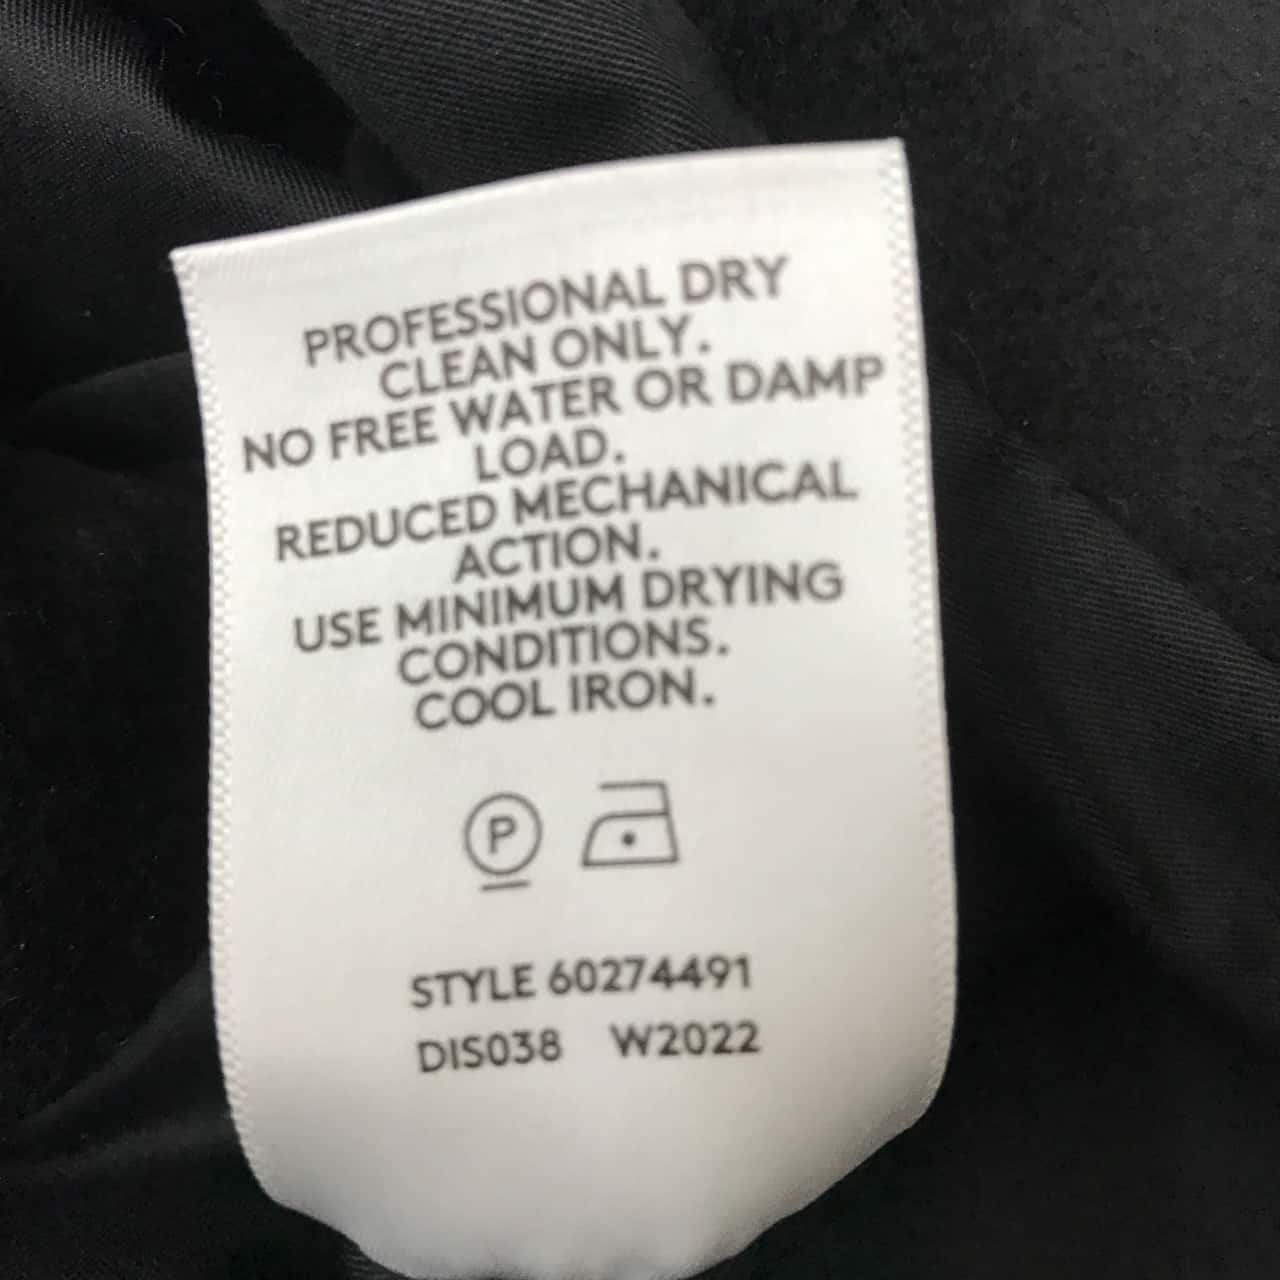 PROFESSIONAL DRY
CLEAN ONLY.
NO FREE WATER OR DAMP
LOAD.
REDUCED MECHANICAL
ACTION.
USE MINIMUM DRYING
CONDITIONS.
COOL IRON.
P
STYLE 60274491
DIS038 W2022